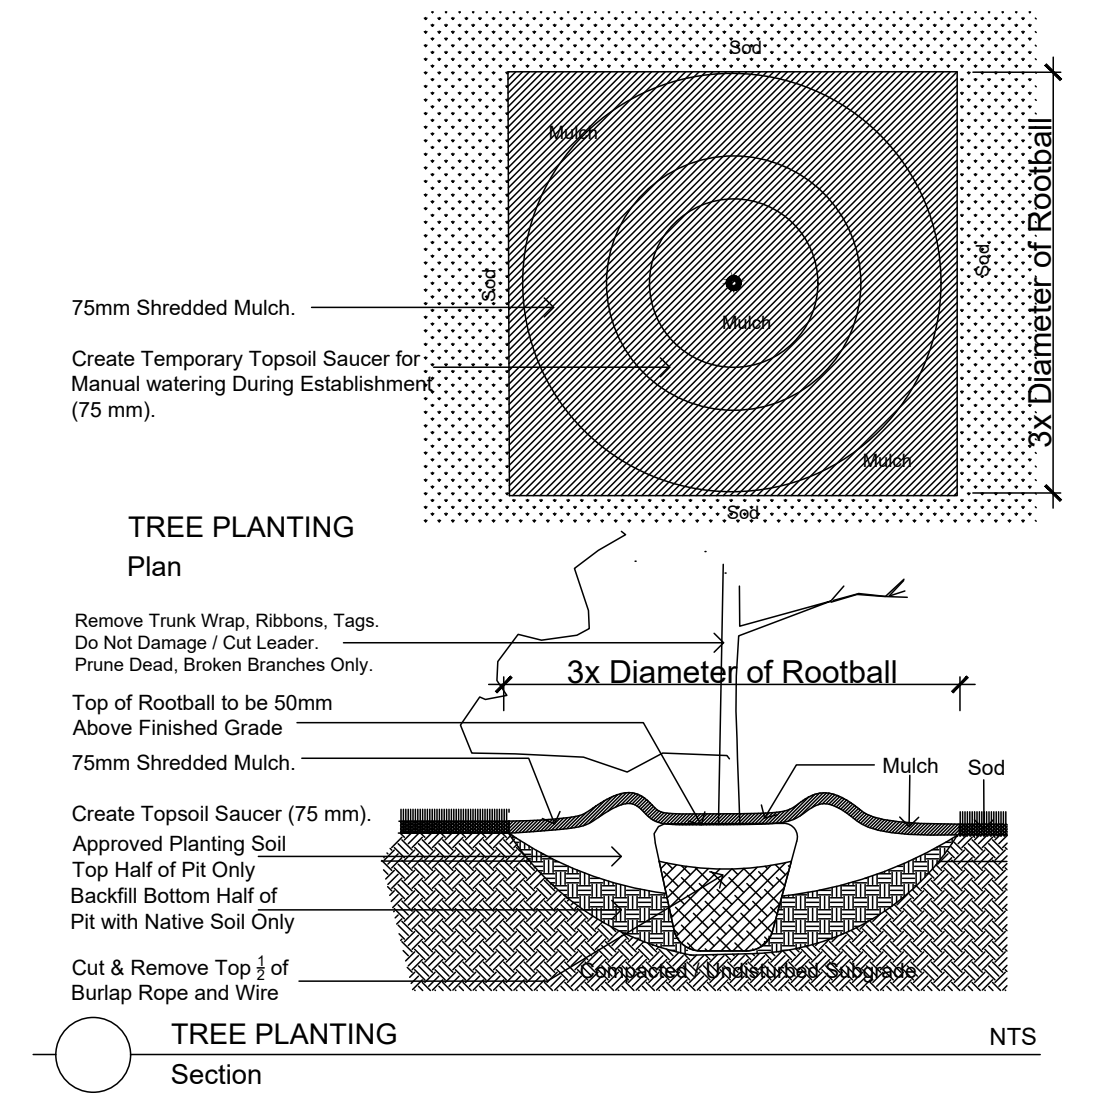 Sod
Mulch
3x Diameter of Rootball
Sod
Sod
75mm Shredded Mulch.
Mulch
Create Temporary Topsoil Saucer for
Manual watering During Establishment
(75 mm).
Mulch
Sod
TREE PLANTING
Plan
Remove Trunk Wrap, Ribbons, Tags.
Do Not Damage / Cut Leader.
Prune Dead, Broken Branches Only.
3x Diameter of Rootball
Top of Rootball to be 50mm
Above Finished Grade
75mm Shredded Mulch.
Mulch
Sod
Create Topsoil Saucer (75 mm).
Approved Planting Soil
Top Half of Pit Only
Backfill Bottom Half of
Pit with Native Soil Only
Cut & Remove Top 1/2 of
Burlap Rope and Wire
Compacted / Undisturbed Subgrade
TREE PLANTING
NTS
Section